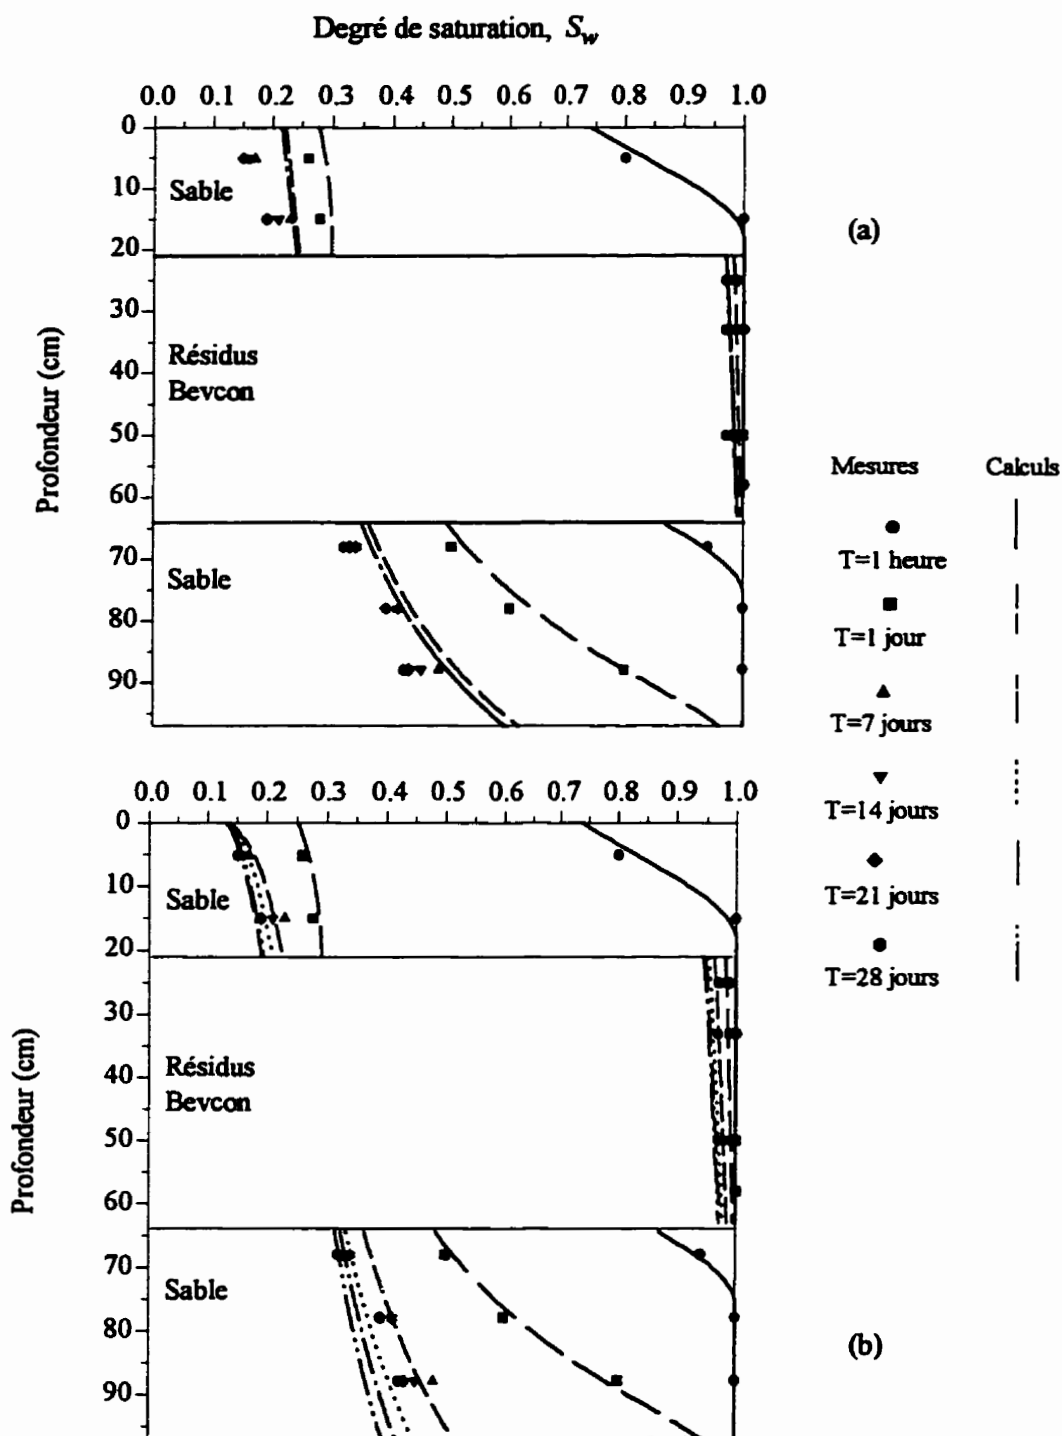 Degré de saturation, S_w
0.0 0.1 0.2 0.3 0.4 0.5 0.6 0.7 0.8 0.9 1.0
0
10
20
30
40
50
60
70
80
90
Profondeur (cm)
Sable
Résidus
Bevcon
Sable
(a)
Mesures Calculs
T=1 heure
T=1 jour
T=7 jours
T=14 jours
T=21 jours
T=28 jours
0.0 0.1 0.2 0.3 0.4 0.5 0.6 0.7 0.8 0.9 1.0
0
10
20
30
40
50
60
70
80
90
Profondeur (cm)
Sable
Résidus
Bevcon
Sable
(b)